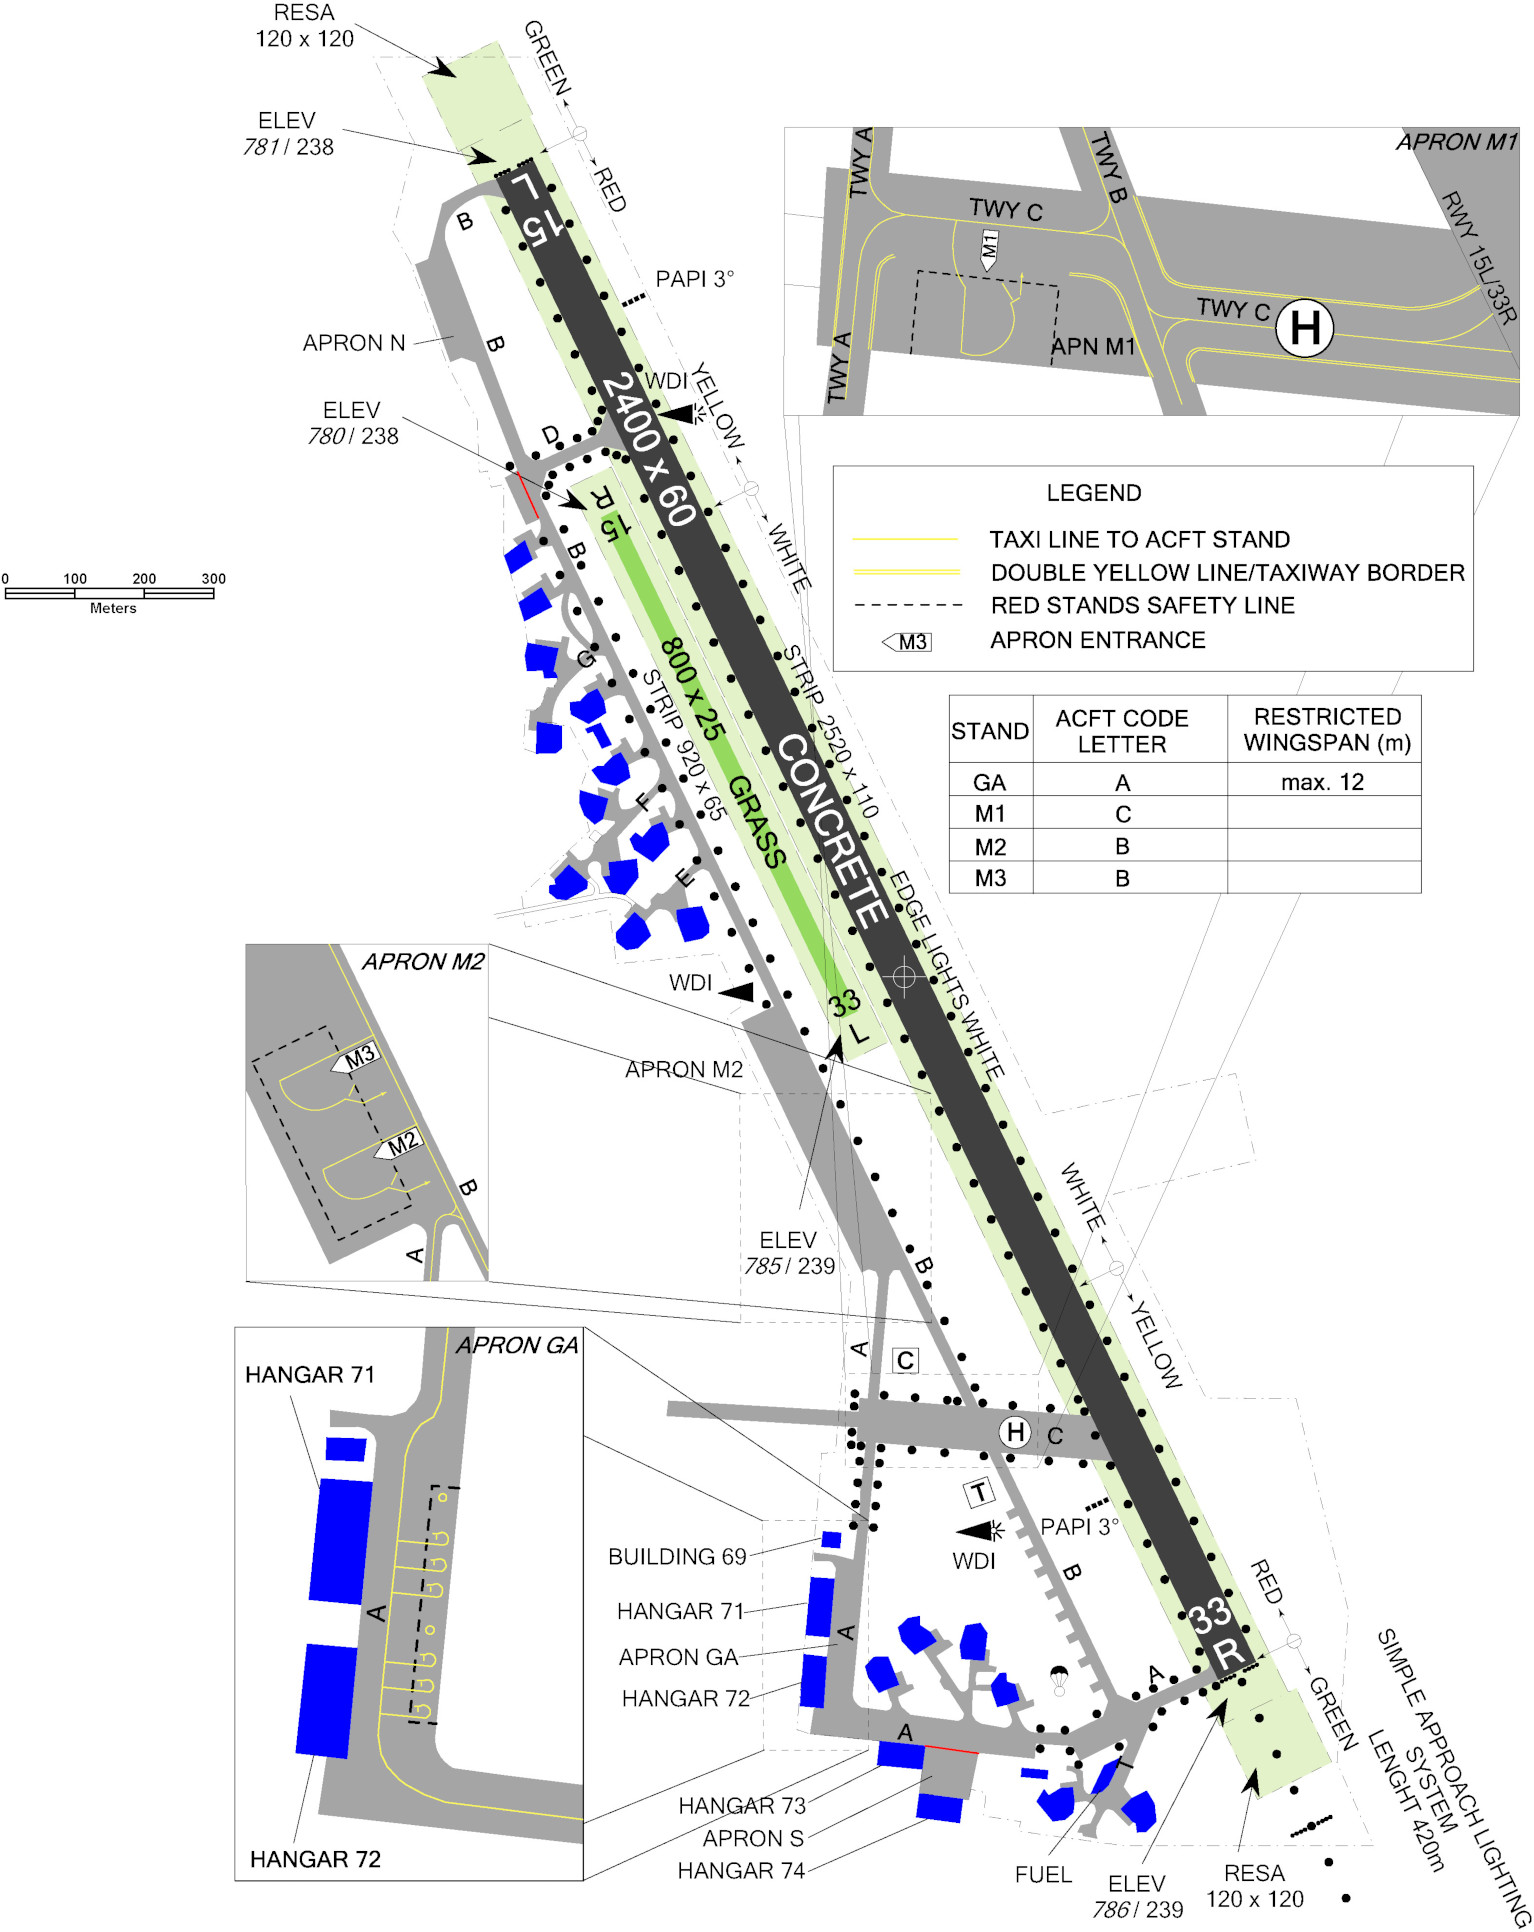 RESA
120 x 120
GREEN
ELEV
781 / 238
RED
L
15
B
PAPI 3°
APRON N
B
WDI
YELLOW
ELEV
780 / 238
D
2400 x 60
R
15
WHITE
B
0 100 200 300
Meters
G
800 x 25
STRIP 920 x 65
STRIP 2520 x 110
CONCRETE
GRASS
F
E
EDGE LIGHTS WHITE
WDI
33
L
APRON M2
ELEV
785 / 239
WHITE
YELLOW
B
A
C
H
C
T
PAPI 3°
WDI
B
BUILDING 69
HANGAR 71
APRON GA
HANGAR 72
A
A
A
33
R
RED
GREEN
HANGAR 73
APRON S
HANGAR 74
FUEL
ELEV
786 / 239
RESA
120 x 120
SIMPLE APPROACH LIGHTING
SYSTEM
LENGHT 420m
APRON M1
TWY A
TWY B
TWY C
M1
RWY 15L/33R
TWY C
H
APN M1
TWY A
LEGEND
TAXI LINE TO ACFT STAND
DOUBLE YELLOW LINE/TAXIWAY BORDER
RED STANDS SAFETY LINE
M3 APRON ENTRANCE
STAND ACFT CODE LETTER RESTRICTED WINGSPAN (m)
GA A max. 12
M1 C
M2 B
M3 B
APRON M2
M3
M2
B
A
APRON GA
HANGAR 71
A
HANGAR 72